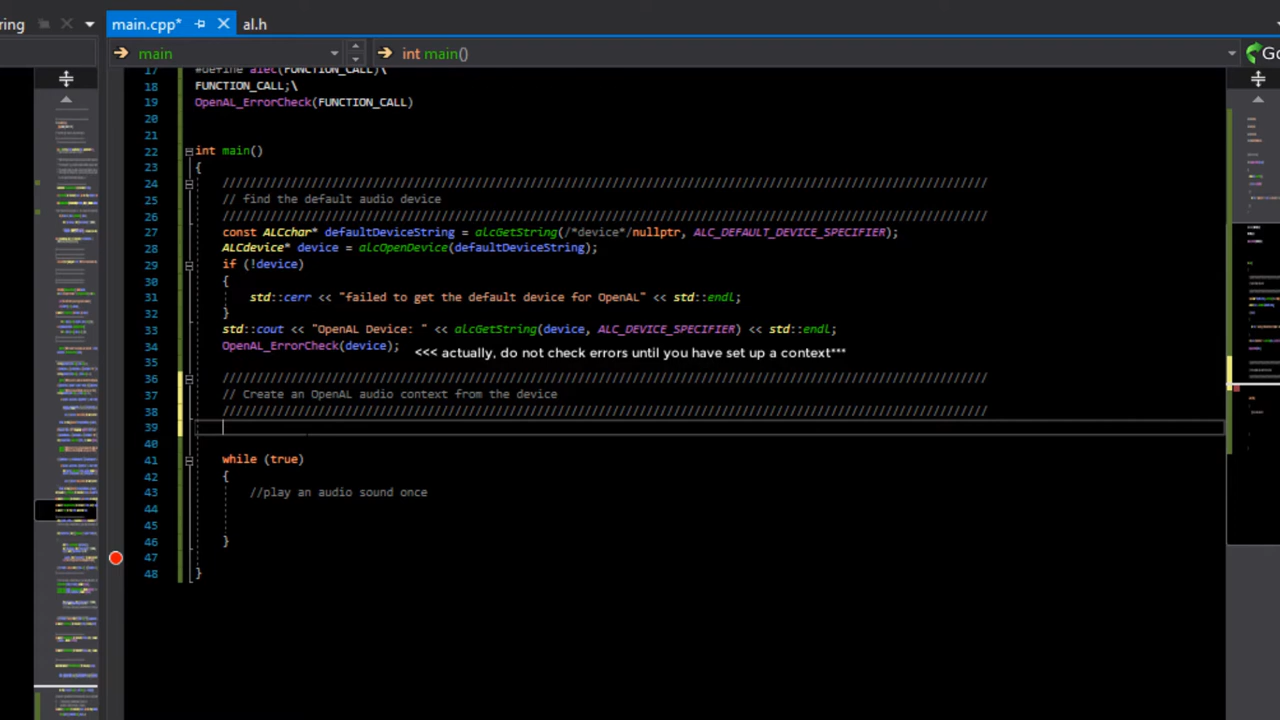 ring main.cpp* al.h
main int main() Go
17 #define alec(FUNCTION_CALL)\
18 FUNCTION_CALL;\
19 OpenAL_ErrorCheck(FUNCTION_CALL)
20
21
22 int main()
23 {
24 /////////////////////////////////////////////////////////////////////////////////////////////////////////////////
25 // find the default audio device
26 /////////////////////////////////////////////////////////////////////////////////////////////////////////////////
27 const ALCchar* defaultDeviceString = alcGetString(/*device*/nullptr, ALC_DEFAULT_DEVICE_SPECIFIER);
28 ALCdevice* device = alcOpenDevice(defaultDeviceString);
29 if (!device)
30 {
31 std::cerr << "failed to get the default device for OpenAL" << std::endl;
32 }
33 std::cout << "OpenAL Device: " << alcGetString(device, ALC_DEVICE_SPECIFIER) << std::endl;
34 OpenAL_ErrorCheck(device); <<< actually, do not check errors until you have set up a context***
35
36 /////////////////////////////////////////////////////////////////////////////////////////////////////////////////
37 // Create an OpenAL audio context from the device
38 /////////////////////////////////////////////////////////////////////////////////////////////////////////////////
39
40
41 while (true)
42 {
43 //play an audio sound once
44
45
46 }
47
48 }